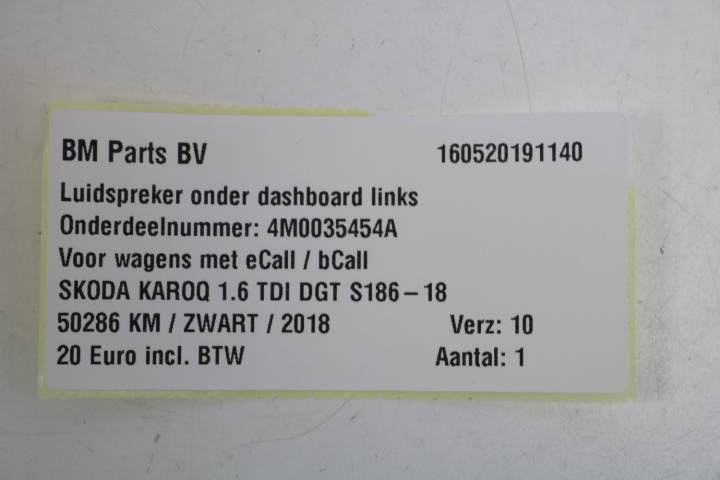 BM Parts BV 160520191140
Luidspreker onder dashboard links
Onderdeelnummer: 4M0035454A
Voor wagens met eCall / bCall
SKODA KAROQ 1.6 TDI DGT S186-18
50286 KM / ZWART / 2018 Verz: 10
20 Euro incl. BTW Aantal: 1